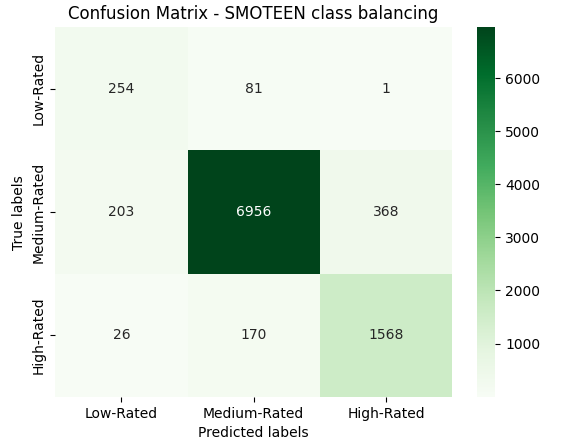 Confusion Matrix - SMOTEEN class balancing
True labels
Low-Rated
254 81 1
Medium-Rated
203 6956 368
High-Rated
26 170 1568
Low-Rated Medium-Rated High-Rated
Predicted labels
6000
5000
4000
3000
2000
1000